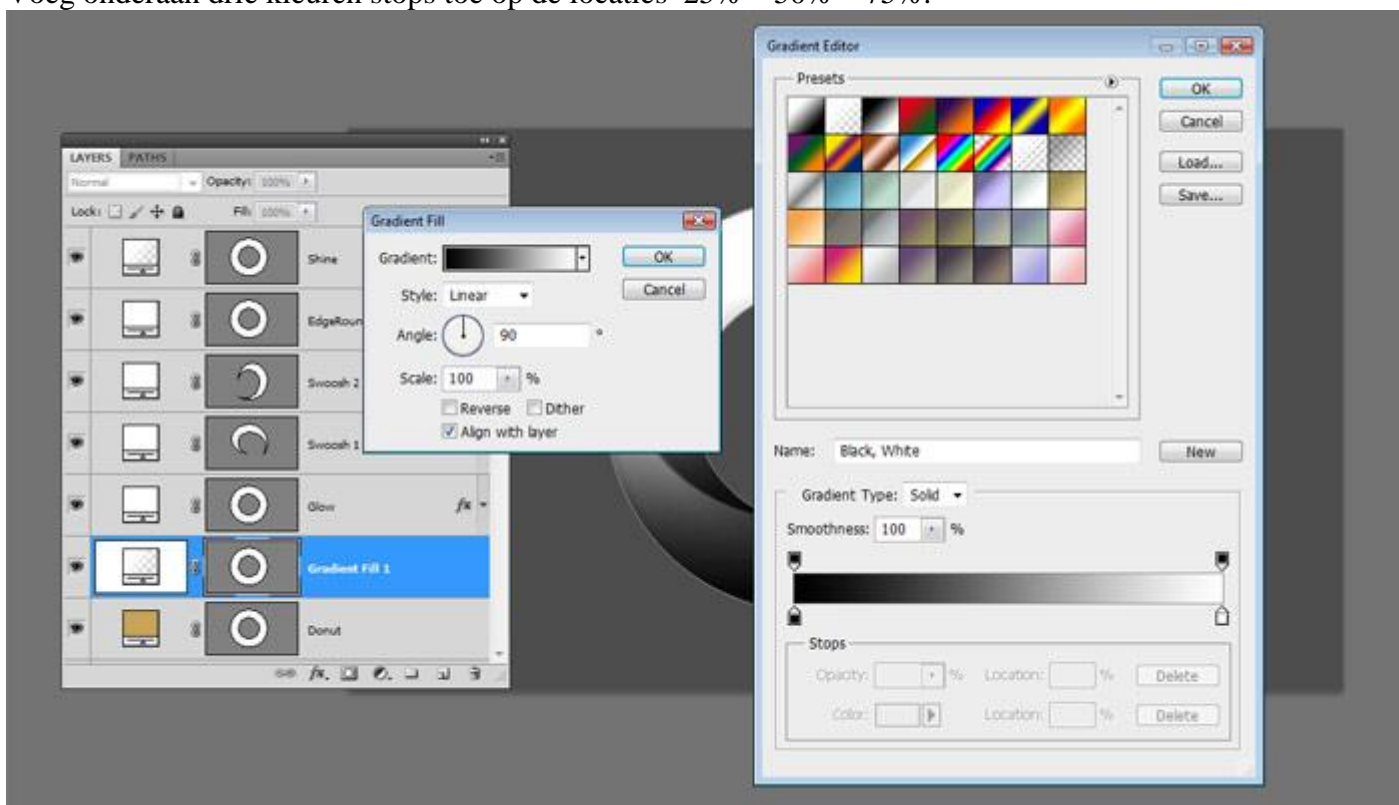 Voeg onderaan drie kleuren stops toe op de locaties 25% – 50% – 75%.
LAYERS PATHS
Normal Opacity: 100%
Lock: Fill: 100%
Shine
EdgeRoun
Swoosh 2
Swoosh 1
Glow fx
Gradient Fill 1
Donut
fx.
Gradient Fill
Gradient: OK
Style: Linear Cancel
Angle: 90 °
Scale: 100 %
Reverse Dither
Align with layer
Gradient Editor
Presets
OK
Cancel
Load...
Save...
Name: Black, White New
Gradient Type: Solid
Smoothness: 100 %
Stops
Opacity: % Location: % Delete
Color: Location: % Delete